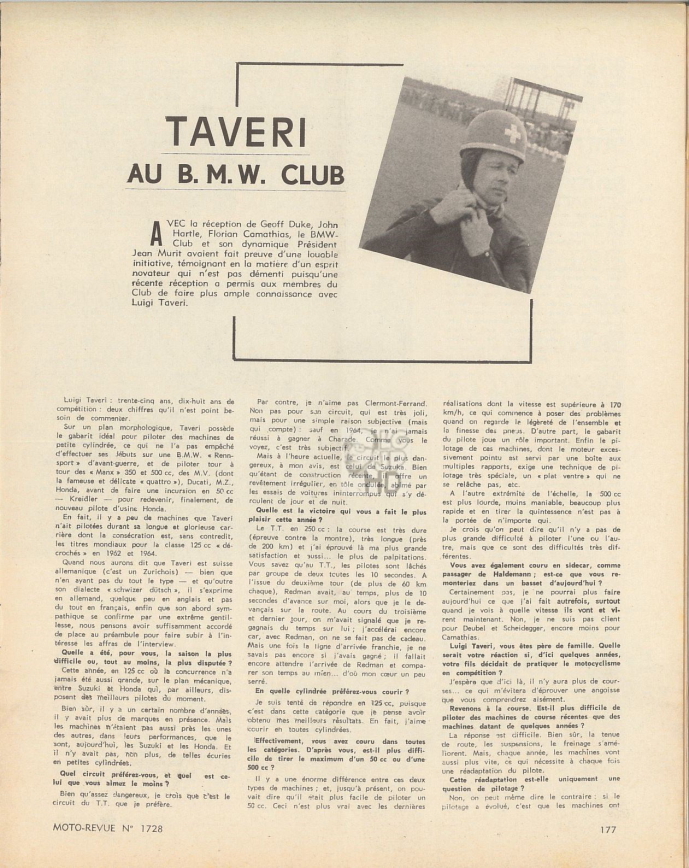 TAVERI
AU B. M. W. CLUB
AVEC la réception de Geoff Duke, John
Hartle, Florian Camathias, le BMW-
Club et son dynamique Président
Jean Murit avaient fait preuve d'une louable
initiative, témoignant en la matière d'un esprit
novateur qui n'est pas démenti puisqu'une
récente réception a permis aux membres du
Club de faire plus ample connaissance avec
Luigi Taveri.
Luigi Taveri : trente-cinq ans, dix-huit ans de
compétition : deux chiffres qu'il n'est point be-
soin de commenter.
Sur un plan morphologique, Taveri possède
le gabarit idéal pour piloter des machines de
petite cylindrée, ce qui ne l'a pas empêché
d'effectuer ses débuts sur une B.M.W. « Renn-
sport » d'avant-guerre, et de piloter tour à
tour des « Manx » 350 et 500 cc, des M.V. (dont
la fameuse et délicate « quattro »), Ducati, M.Z.,
Honda, avant de faire une incursion en 50 cc
— Kreidler — pour redevenir, finalement, de
nouveau pilote d'usine Honda.
En fait, il y a peu de machines que Taveri
n'ait pilotées durant sa longue et glorieuse car-
rière dont la consécration est, sans contredit,
les titres mondiaux pour la classe 125 cc « dé-
crochés » en 1962 et 1964.
Quand nous aurons dit que Taveri est suisse
allemanique (c'est un Zurichois) — bien que
n'en ayant pas du tout le type — et qu'outre
son dialecte « schwizer dütsch », il s'exprime
en allemand, quelque peu en anglais et pas
du tout en français, enfin que son abord sym-
pathique se confirme par une extrême gentil-
lesse, nous pensons avoir suffisamment accordé
de place au préambule pour faire subir à l'in-
téressé les affres de l'interview.
Quelle a été, pour vous, la saison la plus
difficile ou, tout au moins, la plus disputée ?
Cette année, en 125 cc où la concurrence n'a
jamais été aussi grande, sur le plan mécanique,
entre Suzuki et Honda qui, par ailleurs, dis-
posent des meilleurs pilotes du moment.
Bien sûr, il y a un certain nombre d'années,
il y avait plus de marques en présence. Mais
les machines n'étaient pas aussi près les unes
des autres, dans leurs performances, que le
sont, aujourd'hui, les Suzuki et les Honda. Et
il n'y avait pas, non plus, de telles écuries
en petites cylindrées.
Quel circuit préférez-vous, et quel est ce-
lui que vous aimez le moins ?
Bien qu'assez dangereux, je crois que c'est le
circuit du T.T. que je préfère.
Par contre, je n'aime pas Clermont-Ferrand.
Non pas pour son circuit, qui est très joli,
mais pour une simple raison subjective (mais
qui compte) : sauf en 1964, je n'ai jamais
réussi à gagner à Charade. Comme vous le
voyez, c'est très subjectif.
Mais à l'heure actuelle, le circuit le plus dan-
gereux, à mon avis, est celui de Suzuki. Bien
qu'étant de construction récente, il offre un
revêtement irrégulier, en tôle ondulée, miné par
les essais de voitures ininterrompus qui s'y dé-
roulent de jour et de nuit.
Quelle est la victoire qui vous a fait le plus
plaisir cette année ?
Le T.T. en 250 cc : la course est très dure
(épreuve contre la montre), très longue (près
de 200 km) et j'ai éprouvé là ma plus grande
satisfaction et aussi... le plus de palpitations.
Vous savez qu'au T.T., les pilotes sont lâchés
par groupe de deux toutes les 10 secondes. A
l'issue du deuxième tour (de plus de 60 km
chaque), Redman avait, au temps, plus de 10
secondes d'avance sur moi, alors que je le de-
vançais sur la route. Au cours du troisième
et dernier jour, on m'avait signalé que je re-
gagnais du temps sur lui ; j'accélérai encore
car, avec Redman, on ne se fait pas de cadeau.
Mais une fois la ligne d'arrivée franchie, je ne
savais pas encore si j'avais gagné ; il fallait
encore attendre l'arrivée de Redman et compa-
rer son temps au mien... d'où mon cœur un peu
serré.
En quelle cylindrée préférez-vous courir ?
Je suis tenté de répondre en 125 cc, puisque
c'est dans cette catégorie que je pense avoir
obtenu mes meilleurs résultats. En fait, j'aime
courir en toutes cylindrées.
Effectivement, vous avez couru dans toutes
les catégories. D'après vous, est-il plus diffi-
cile de tirer le maximum d'un 50 cc ou d'une
500 cc ?
Il y a une énorme différence entre ces deux
types de machines ; et, jusqu'à présent, on pou-
vait dire qu'il était plus facile de piloter un
50 cc. Ceci n'est plus vrai avec les dernières
réalisations dont la vitesse est supérieure à 170
km/h, ce qui commence à poser des problèmes
quand on regarde la légèreté de l'ensemble et
la finesse des pneus. D'autre part, le gabarit
du pilote joue un rôle important. Enfin le pi-
lotage de ces machines, dont le moteur exces-
sivement pointu est servi par une boîte aux
multiples rapports, exige une technique de pi-
lotage très spéciale, un « plat ventre » qui ne
se relâche pas, etc.
A l'autre extrémité de l'échelle, la 500 cc
est plus lourde, moins maniable, beaucoup plus
rapide et en tirer la quintessence n'est pas à
la portée de n'importe qui.
Je crois qu'on peut dire qu'il n'y a pas de
plus grande difficulté à piloter l'une ou l'au-
tre, mais que ce sont des difficultés très dif-
férentes.
Vous avez également couru en sidecar, comme
passager de Haldemann ; est-ce que vous re-
monteriez dans un basset d'aujourd'hui ?
Certainement pas, je ne pourrai plus faire
aujourd'hui ce que j'ai fait autrefois, surtout
quand je vois à quelle vitesse ils vont et vi-
rent maintenant. Non, je ne suis pas client
pour Deubel et Scheidegger, encore moins pour
Camathias.
Luigi Taveri, vous êtes père de famille. Quelle
serait votre réaction si, d'ici quelques années,
votre fils décidait de pratiquer le motocyclisme
en compétition ?
J'espère que d'ici là, il n'y aura plus de cour-
ses... ce qui m'évitera d'éprouver une angoisse
que vous comprendrez aisément.
Revenons à la course. Est-il plus difficile de
piloter des machines de course récentes que des
machines datant de quelques années ?
La réponse est difficile. Bien sûr, la tenue
de route, les suspensions, le freinage s'amé-
liorent. Mais, chaque année, les machines vont
aussi plus vite, ce qui nécessite à chaque fois
une réadaptation du pilote.
Cette réadaptation est-elle uniquement une
question de pilotage ?
Non, on peut même dire le contraire : si le
pilotage a évolué, c'est que les machines ont
MOTO-REVUE N° 1728
177